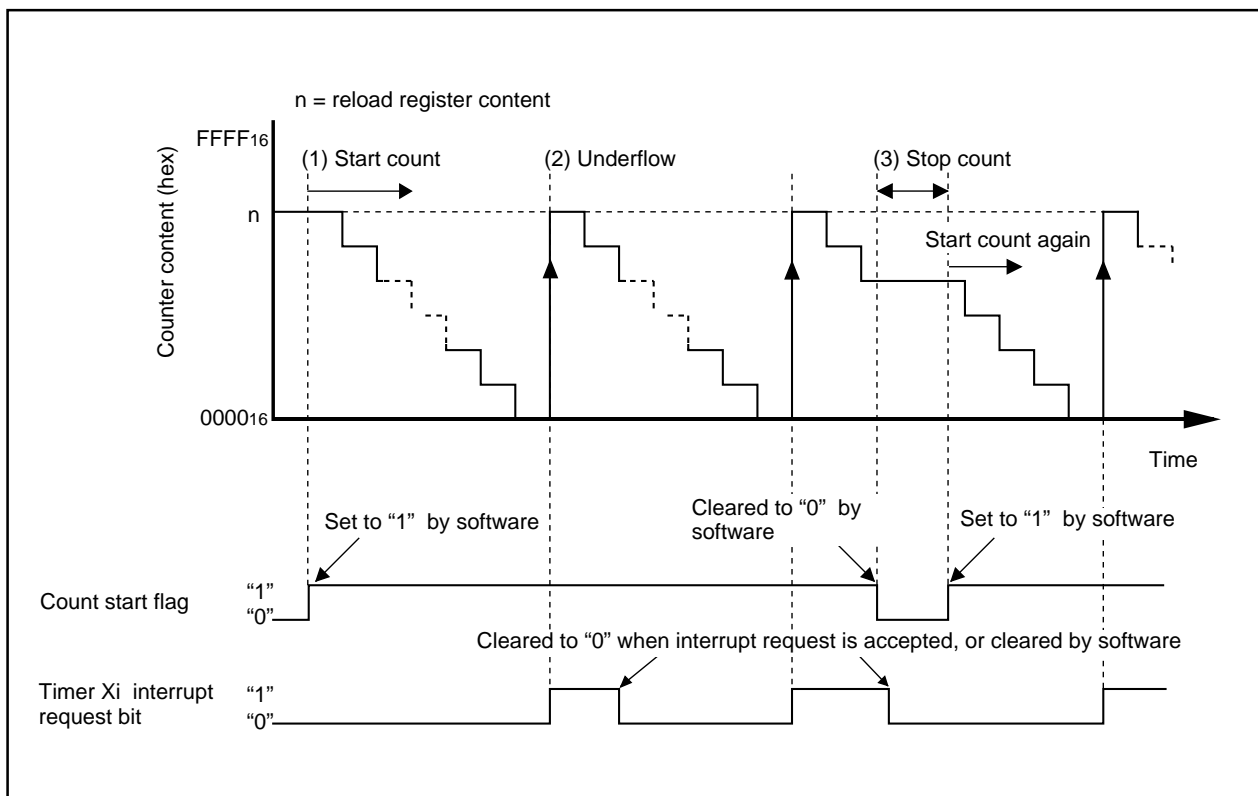 n = reload register content
FFFF16
(1) Start count
(2) Underflow
(3) Stop count
n
Start count again
Counter content (hex)
000016
Time
Set to “1” by software
Cleared to “0” by
software
Set to “1” by software
Count start flag
“1”
“0”
Cleared to “0” when interrupt request is accepted, or cleared by software
Timer Xi interrupt
request bit
“1”
“0”